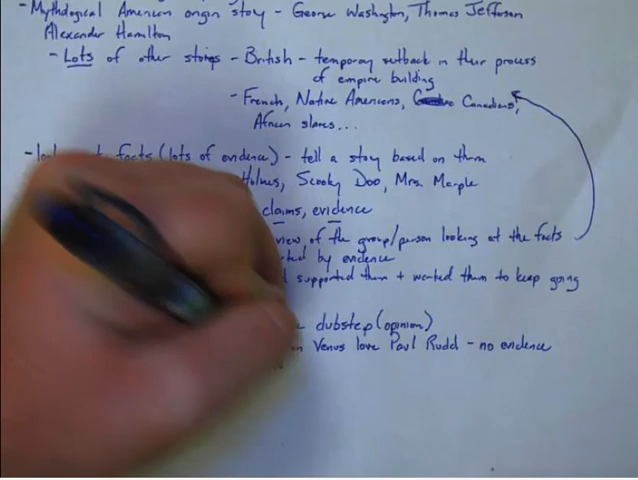 - Mythological American origin story - George Washington, Thomas Jefferson
Alexander Hamilton
- Lots of other stories - British - temporary setback in their process
of empire building
- French, Native Americans, Canadians,
African slaves...
facts (lots of evidence) - tell a story based on them
Holmes, Scooby Doo, Mrs. Marple
claims, evidence
view of the group/person looking at the facts
by evidence
supported them + wanted them to keep going
dubstep (opinion)
Venus love Paul Rudd - no evidence